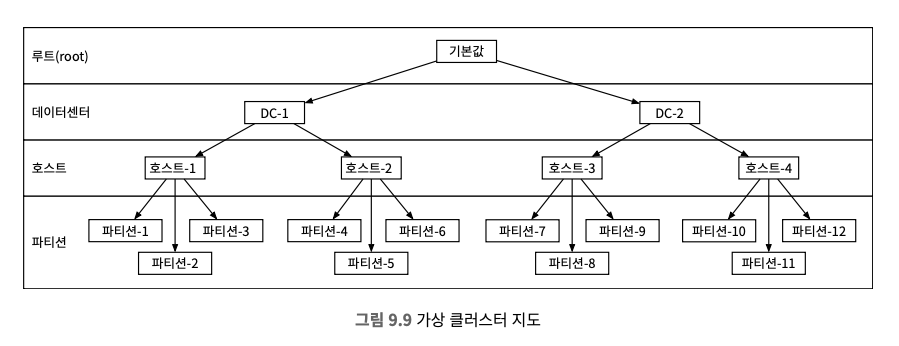 루트(root)
기본값
데이터센터
DC-1
DC-2
호스트
호스트-1
호스트-2
호스트-3
호스트-4
파티션
파티션-1
파티션-3
파티션-4
파티션-6
파티션-7
파티션-9
파티션-10
파티션-12
파티션-2
파티션-5
파티션-8
파티션-11
그림 9.9 가상 클러스터 지도